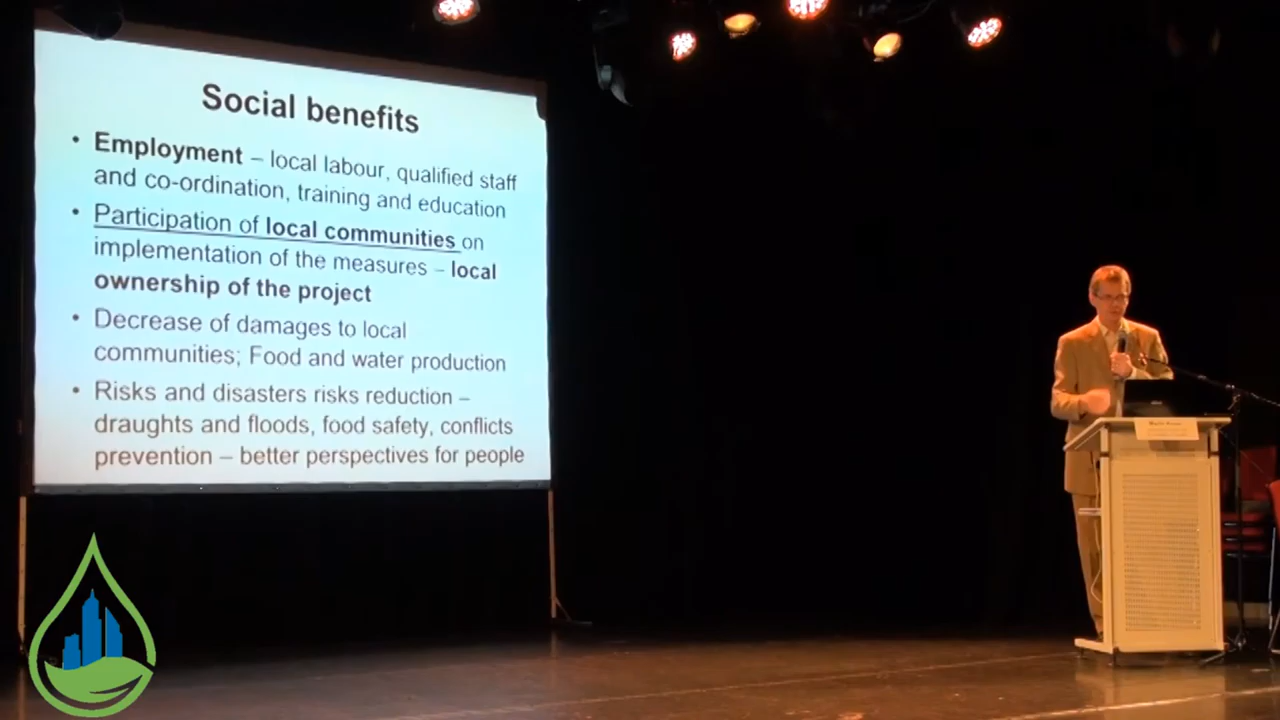 Social benefits
• Employment – local labour, qualified staff
and co-ordination, training and education
• Participation of local communities on
implementation of the measures – local
ownership of the project
• Decrease of damages to local
communities; Food and water production
• Risks and disasters risks reduction –
draughts and floods, food safety, conflicts
prevention – better perspectives for people